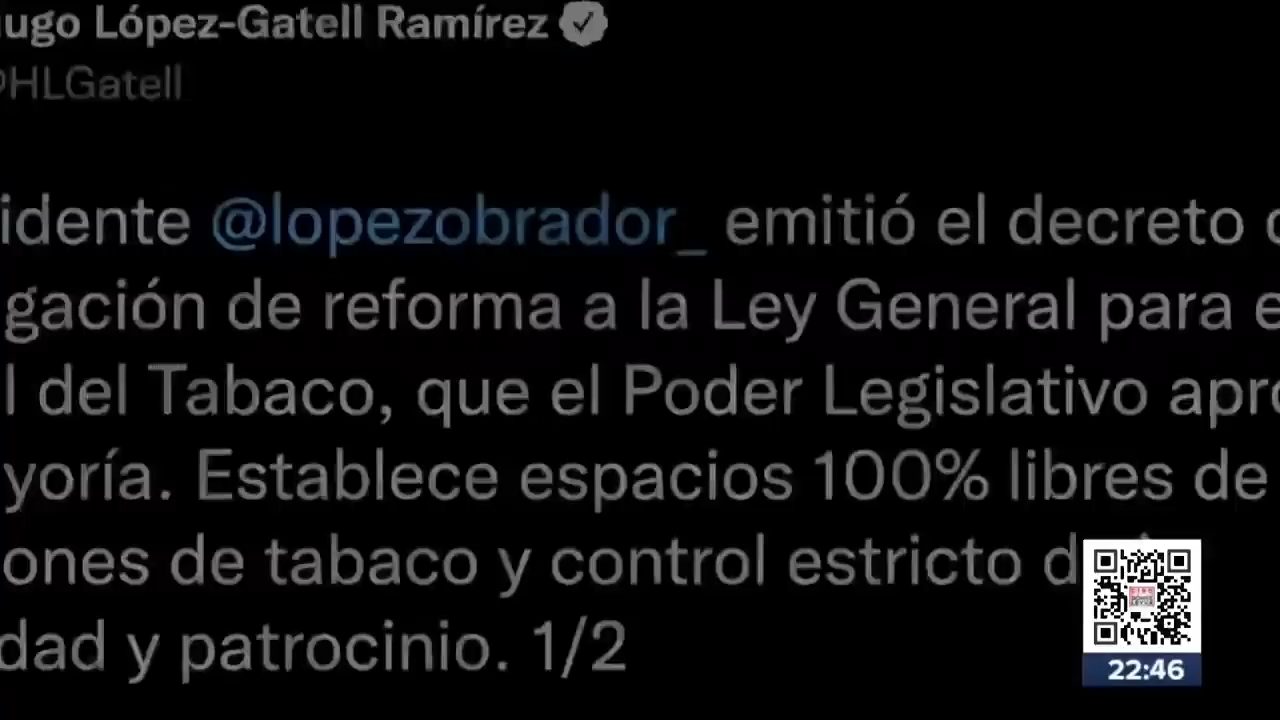 ugo López-Gatell Ramírez
@HLGatell
idente @lopezobrador_ emitió el decreto
gación de reforma a la Ley General para e
l del Tabaco, que el Poder Legislativo apro
yoría. Establece espacios 100% libres de
ones de tabaco y control estricto d
dad y patrocinio. 1/2
22:46